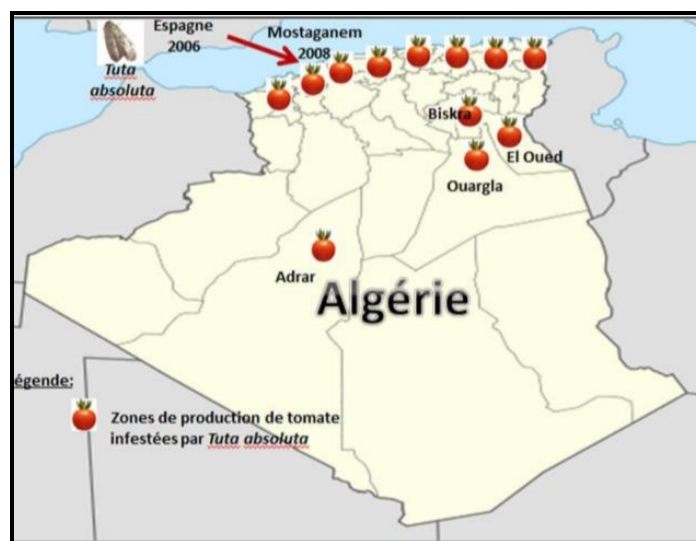 Espagne
2006
Mostaganem
2008
Tuta
absoluta
Biskra
El Oued
Ouargla
Adrar
Algérie
égende:
Zones de production de tomate
infestées par Tuta absoluta